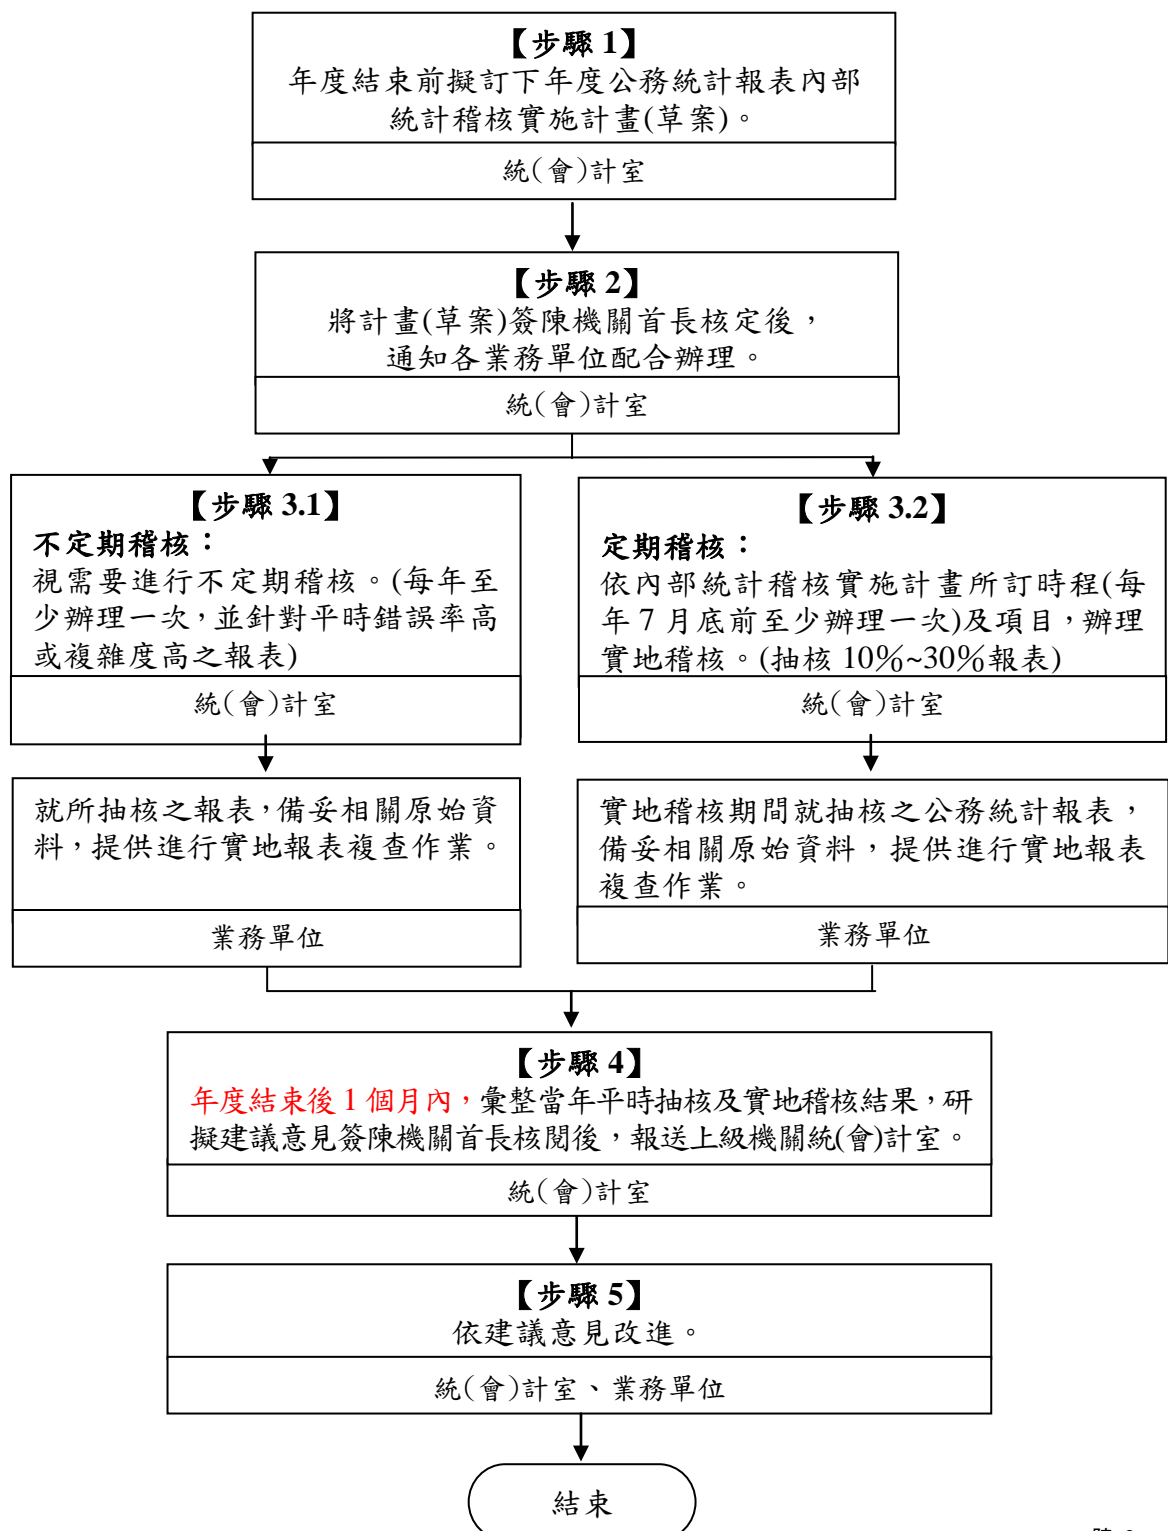 【步驟 1】
年度結束前擬訂下年度公務統計報表內部
統計稽核實施計畫(草案)。
統(會)計室
【步驟 2】
將計畫(草案)簽陳機關首長核定後，
通知各業務單位配合辦理。
統(會)計室
【步驟 3.1】
不定期稽核：
視需要進行不定期稽核。(每年至
少辦理一次，並針對平時錯誤率高
或複雜度高之報表)
統(會)計室
就所抽核之報表，備妥相關原始資
料，提供進行實地報表複查作業。
業務單位
【步驟 3.2】
定期稽核：
依內部統計稽核實施計畫所訂時程(每
年 7 月底前至少辦理一次)及項目，辦理
實地稽核。(抽核 10%~30%報表)
統(會)計室
實地稽核期間就抽核之公務統計報表，
備妥相關原始資料，提供進行實地報表
複查作業。
業務單位
【步驟 4】
年度結束後 1 個月內，彙整當年平時抽核及實地稽核結果，研
擬建議意見簽陳機關首長核閱後，報送上級機關統(會)計室。
統(會)計室
【步驟 5】
依建議意見改進。
統(會)計室、業務單位
結束